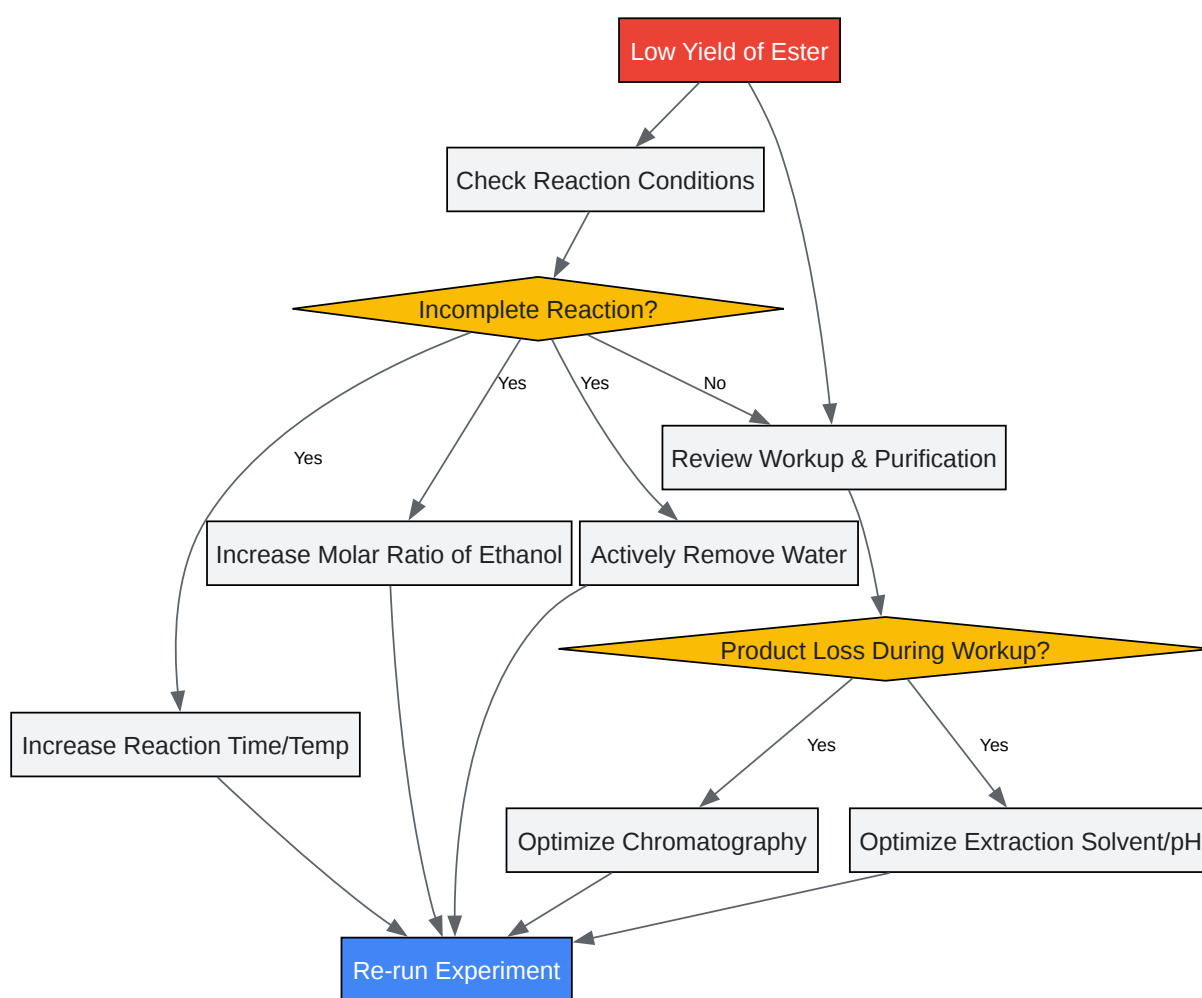 Low Yield of Ester
Check Reaction Conditions
Incomplete Reaction?
Yes
Yes
No
Yes
Review Workup & Purification
Increase Molar Ratio of Ethanol
Actively Remove Water
Product Loss During Workup?
Increase Reaction Time/Temp
Yes
Yes
Optimize Chromatography
Optimize Extraction Solvent/pH
Re-run Experiment